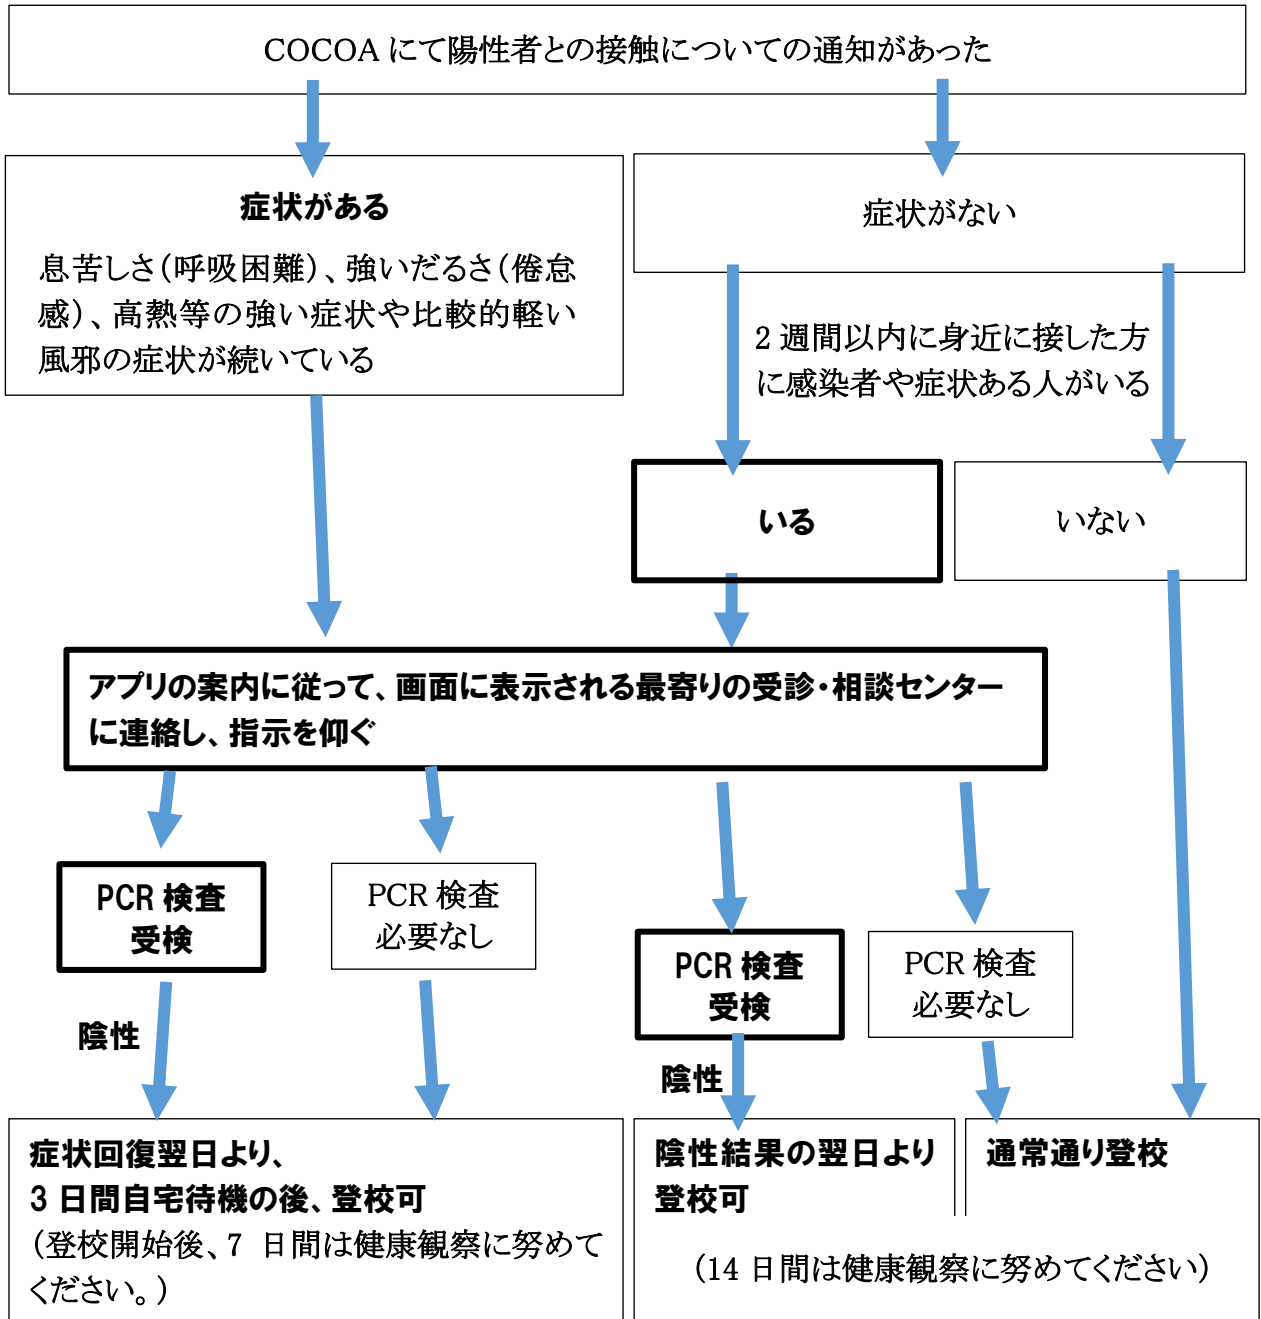 COCOA にて陽性者との接触についての通知があった
症状がある
息苦しさ(呼吸困難)、強いだるさ(倦怠
感)、高熱等の強い症状や比較的軽い
風邪の症状が続いている
症状がない
2 週間以内に身近に接した方
に感染者や症状ある人がいる
いる
いない
アプリの案内に従って、画面に表示される最寄りの受診・相談センター
に連絡し、指示を仰ぐ
PCR 検査
受検
PCR 検査
必要なし
PCR 検査
受検
PCR 検査
必要なし
陰性
陰性
症状回復翌日より、
3 日間自宅待機の後、登校可
(登校開始後、7 日間は健康観察に努めて
ください。)
陰性結果の翌日より
登校可
通常通り登校
(14 日間は健康観察に努めてください)